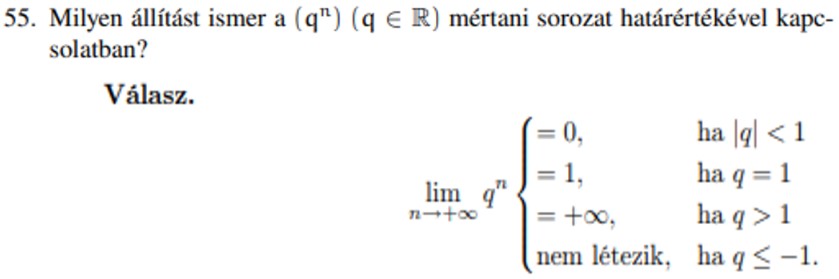 55. Milyen állítást ismer a (qⁿ) (q ∈ ℝ) mértani sorozat határértékével kapc-
solatban?
Válasz.
= 0, ha |q| < 1
= 1, ha q = 1
lim n→+∞ qⁿ { = +∞, ha q > 1
nem létezik, ha q ≤ −1.